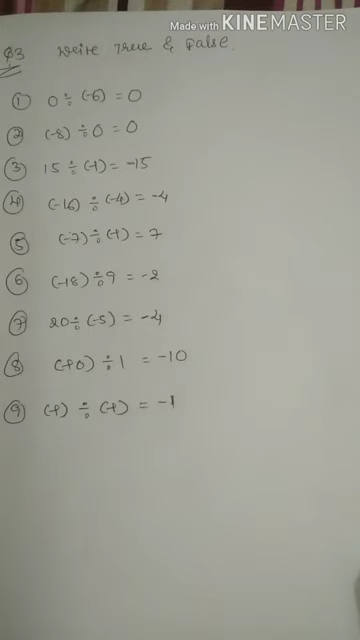 Made with KINEMASTER
Q3 Write True & False.
① 0 ÷ (-6) = 0
② (-8) ÷ 0 = 0
③ 15 ÷ (-1) = -15
④ (-16) ÷ (-4) = -4
⑤ (-7) ÷ (-1) = 7
⑥ (-18) ÷ 9 = -2
⑦ 20 ÷ (-5) = -4
⑧ (-10) ÷ 1 = -10
⑨ (-1) ÷ (-1) = -1